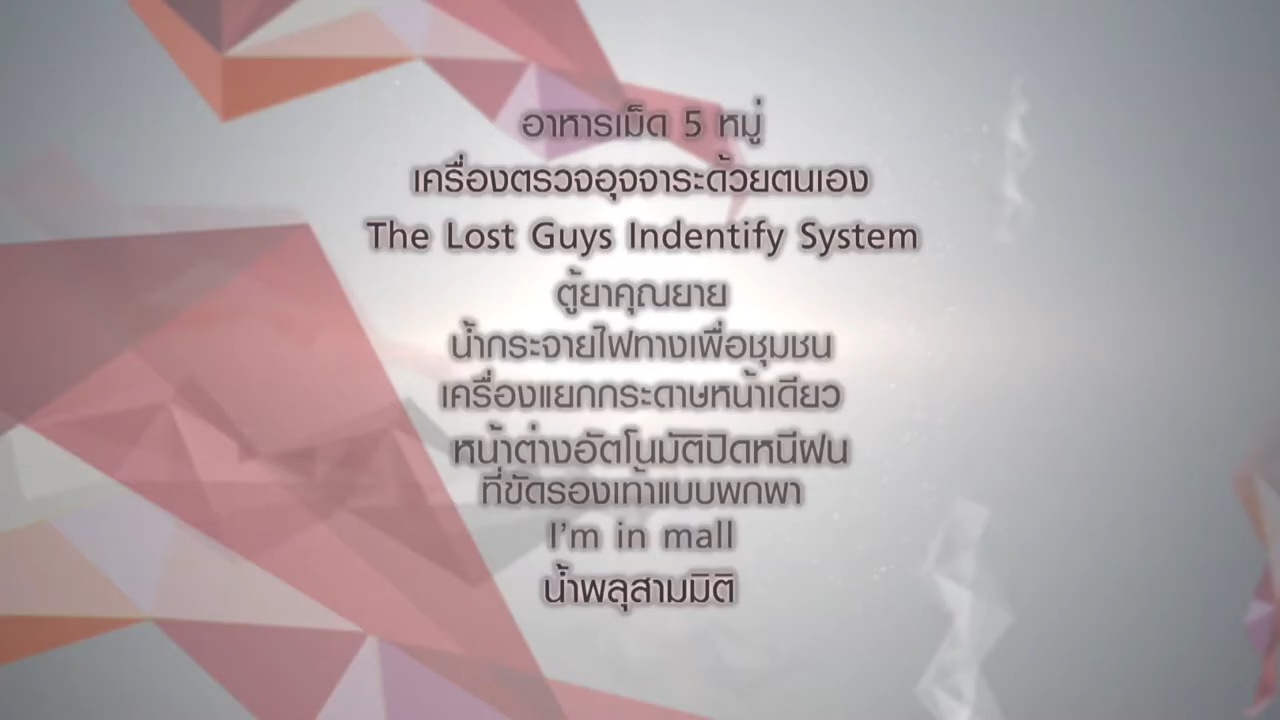 อาหารเม็ด 5 หมู่
เครื่องตรวจอุจจาระด้วยตนเอง
The Lost Guys Indentify System
ตู้ยาคุณยาย
น้ำกระจายไฟทางเพื่อชุมชน
เครื่องแยกกระดาษหน้าเดียว
หน้าต่างอัตโนมัติปิดหนีฝน
ที่ขัดรองเท้าแบบพกพา
I'm in mall
น้ำพลุสามมิติ